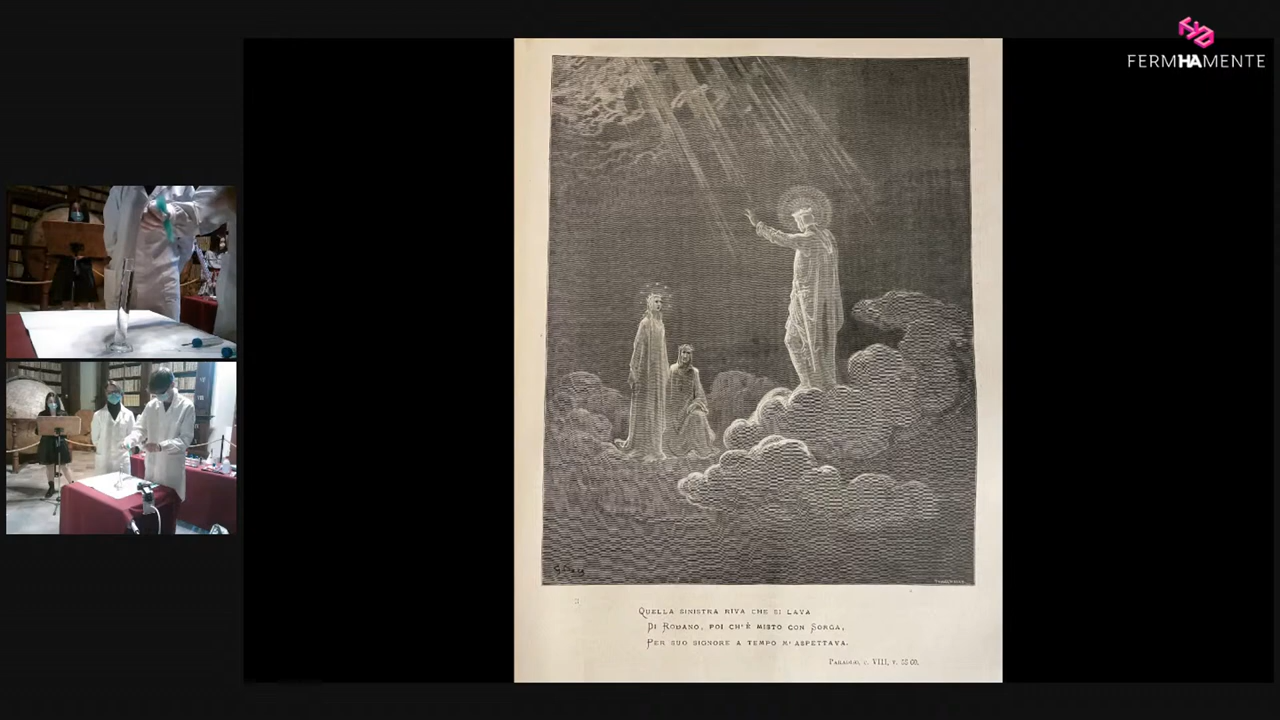 FERMHAMENTE
G. Doré
QUELLA SINISTRA RIVA CHE SI LAVA
DI RODANO, POI CH'È MISTO CON SORGA,
PER SUO SIGNORE A TEMPO M'ASPETTAVA.
PARADISO, C. VIII, V. 58-60.